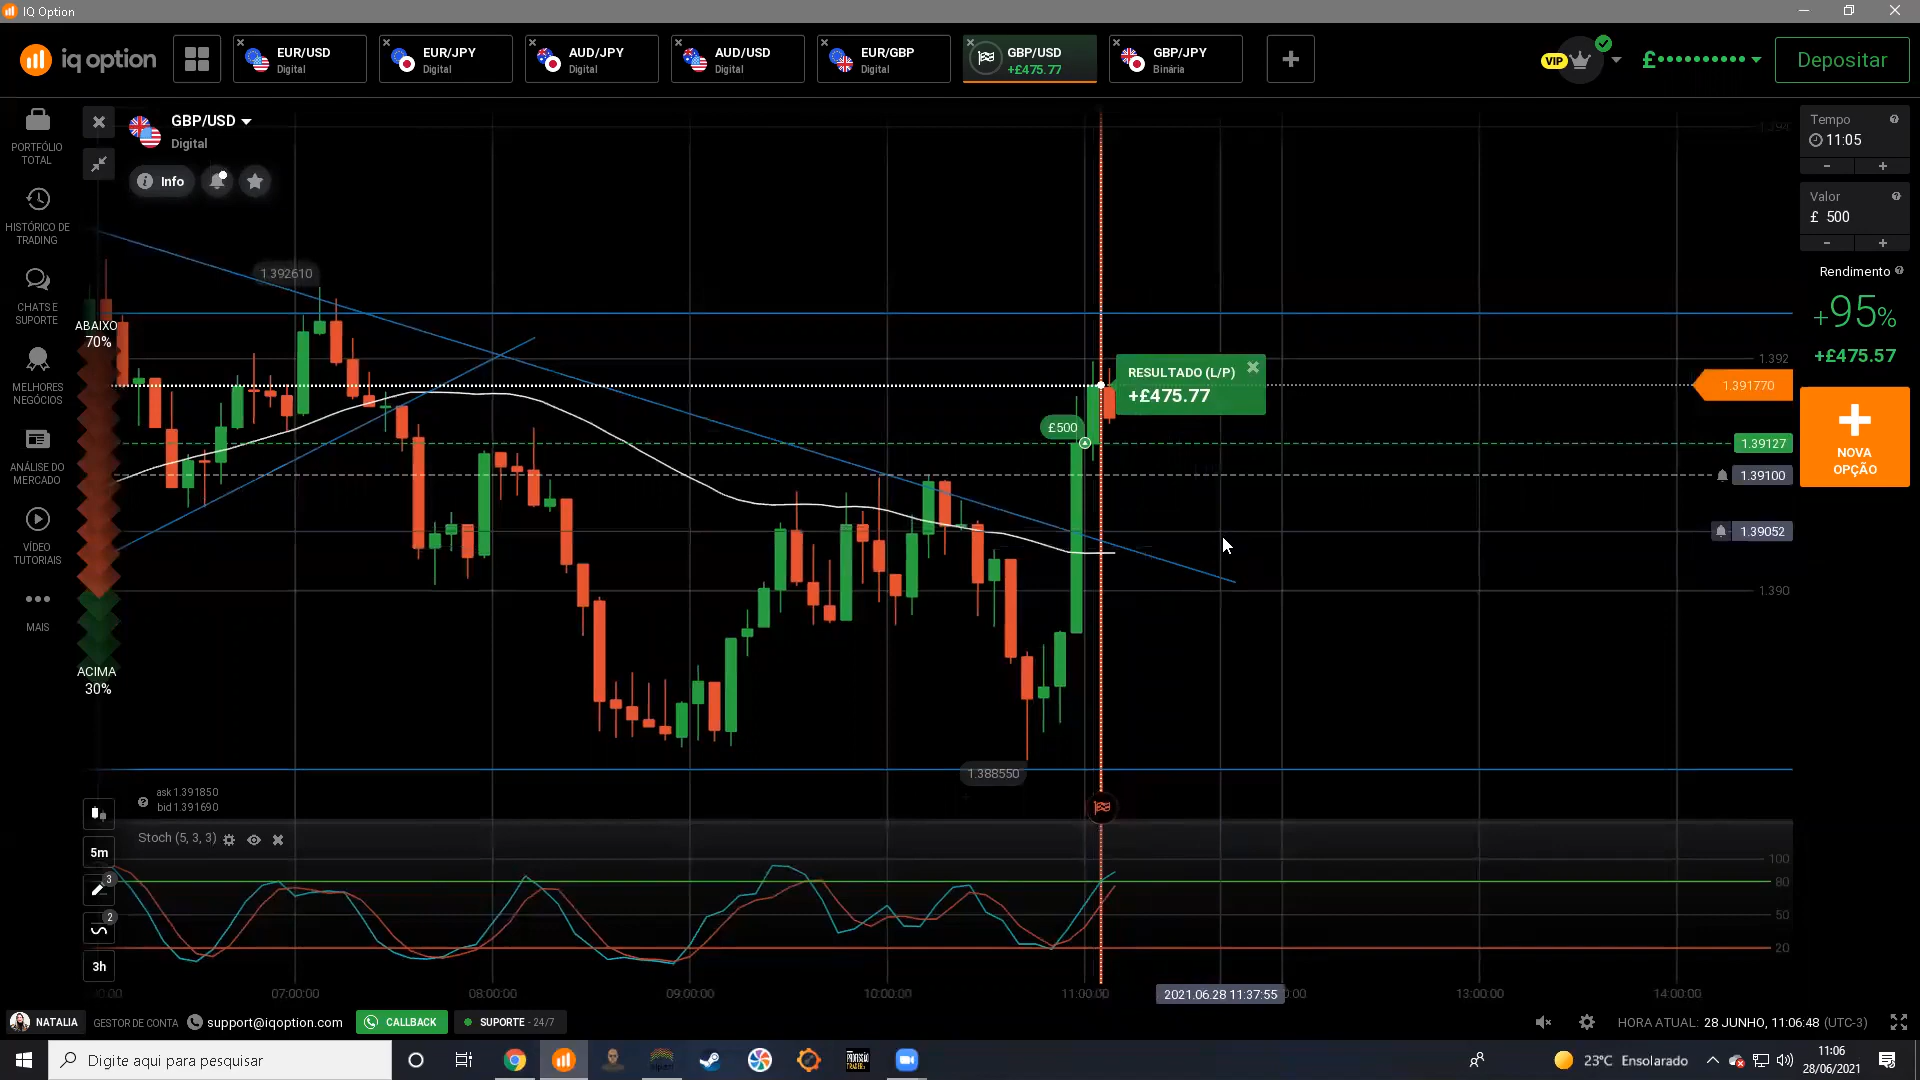 IQ Option
iq option
EUR/USD
Digital
EUR/JPY
Digital
AUD/JPY
Digital
AUD/USD
Digital
EUR/GBP
Digital
GBP/USD
+£475.77
GBP/JPY
Binária
VIP
£
Depositar
PORTFÓLIO
TOTAL
HISTÓRICO DE
TRADING
CHATS E
SUPORTE
MELHORES
NEGÓCIOS
ANÁLISE DO
MERCADO
VÍDEO
TUTORIAIS
MAIS
GBP/USD
Digital
Info
ABAIXO
70%
ACIMA
30%
1.392610
1.388550
£500
RESULTADO (L/P)
+£475.77
1.394
1.392
1.391770
1.39127
1.39100
1.39052
1.390
Tempo
11:05
- +
Valor
£ 500
- +
Rendimento
+95%
+£475.57
NOVA
OPÇÃO
ask 1.391850
bid 1.391690
Stoch (5, 3, 3)
5m
3
2
3h
100
80
50
20
07:00:00
08:00:00
09:00:00
10:00:00
11:00:00
2021.06.28 11:37:55
13:00:00
14:00:00
NATALIA
GESTOR DE CONTA
support@iqoption.com
CALLBACK
SUPORTE - 24/7
HORA ATUAL: 28 JUNHO, 11:06:48 (UTC-3)
Digite aqui para pesquisar
23°C Ensolarado
11:06
28/06/2021